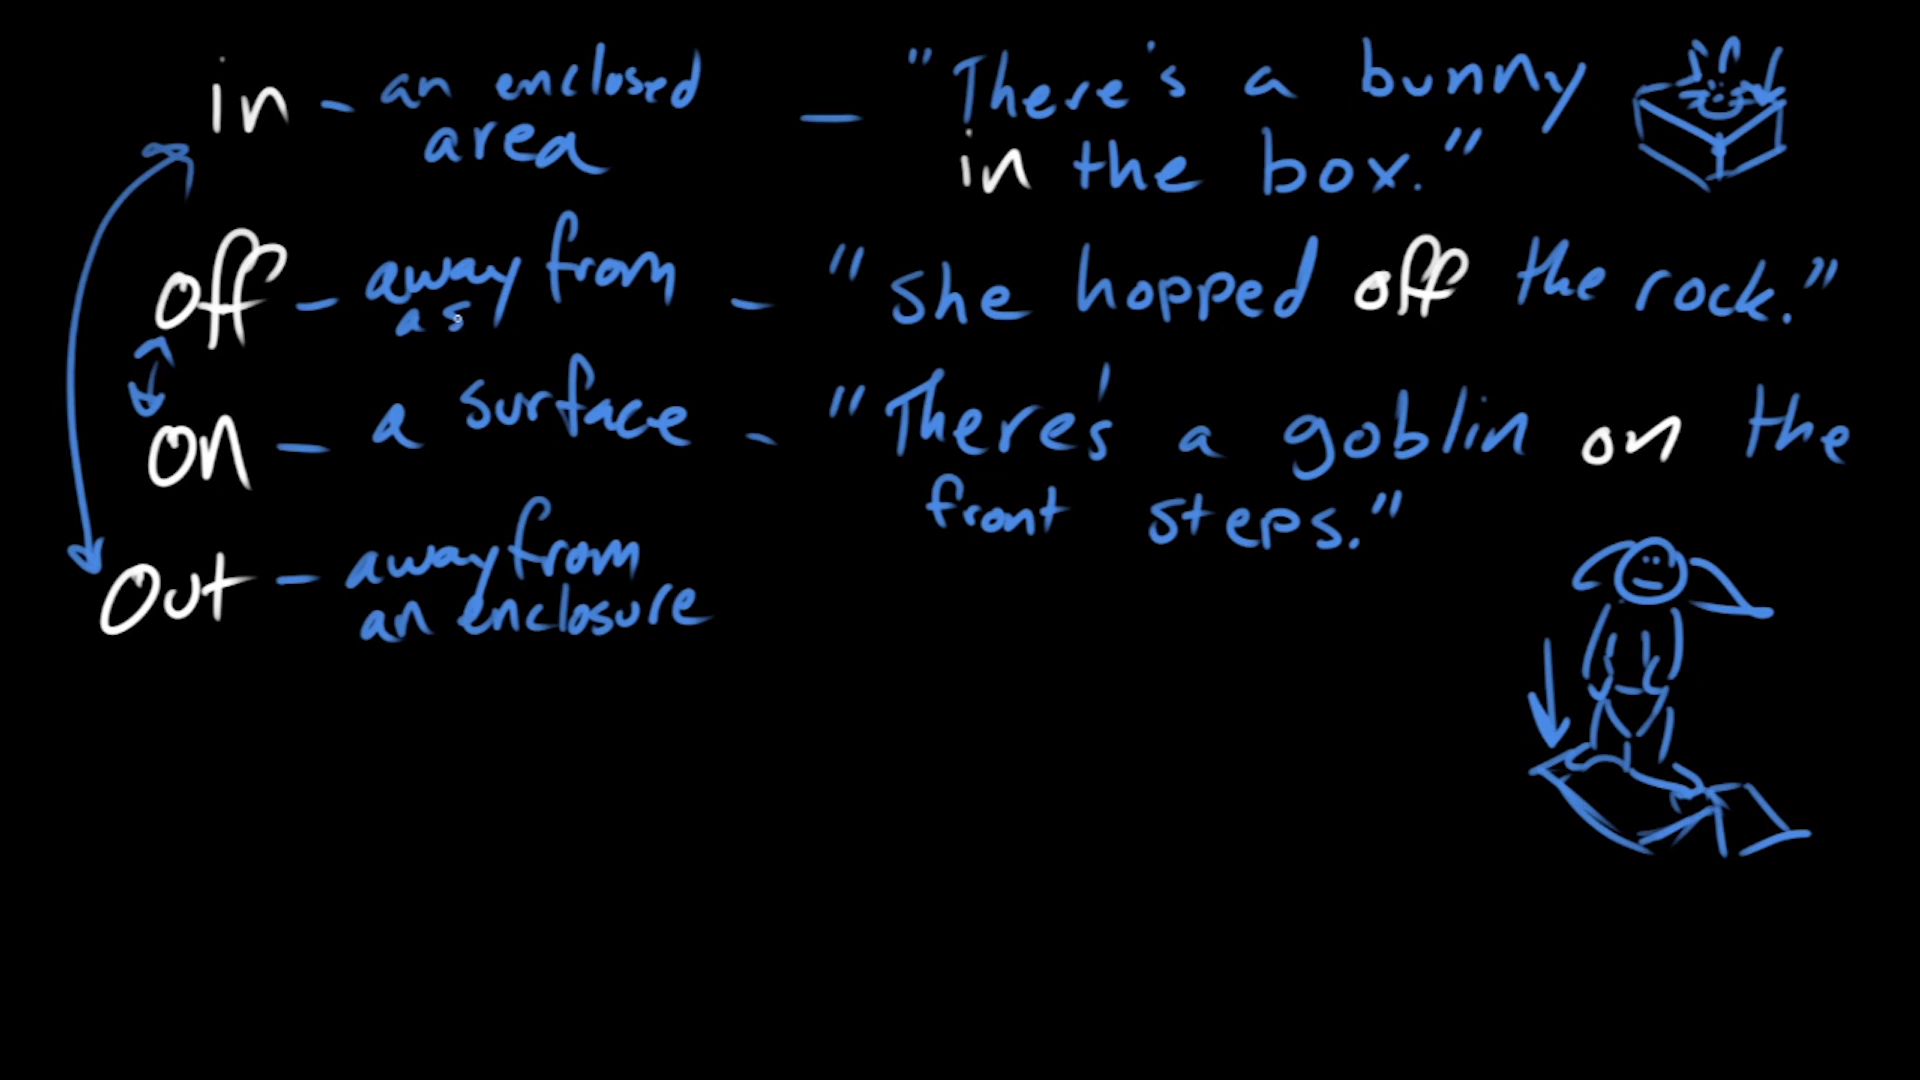 in - an enclosed - "There's a bunny
area in the box."
off - away from - "She hopped off the rock."
a s
on - a surface - "There's a goblin on the
front steps."
out - away from
an enclosure